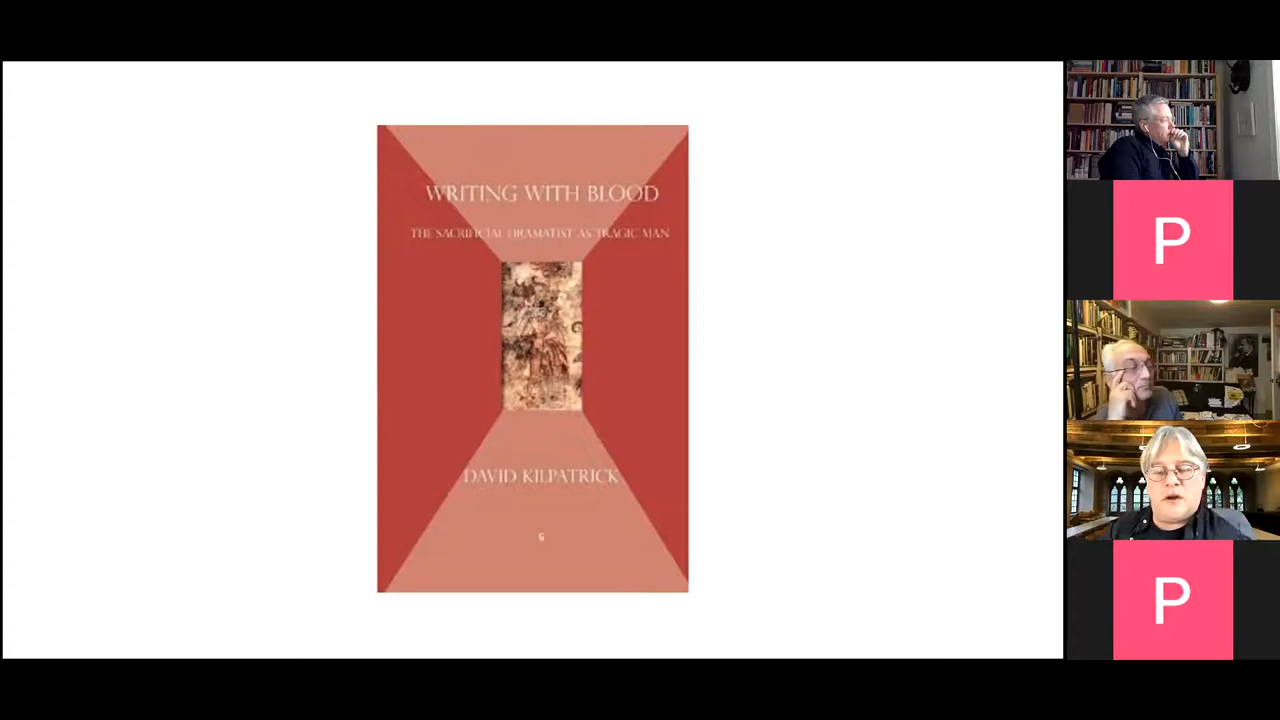 WRITING WITH BLOOD
THE SACRIFICIAL DRAMATIST AS TRAGIC MAN
DAVID KILPATRICK
P
P